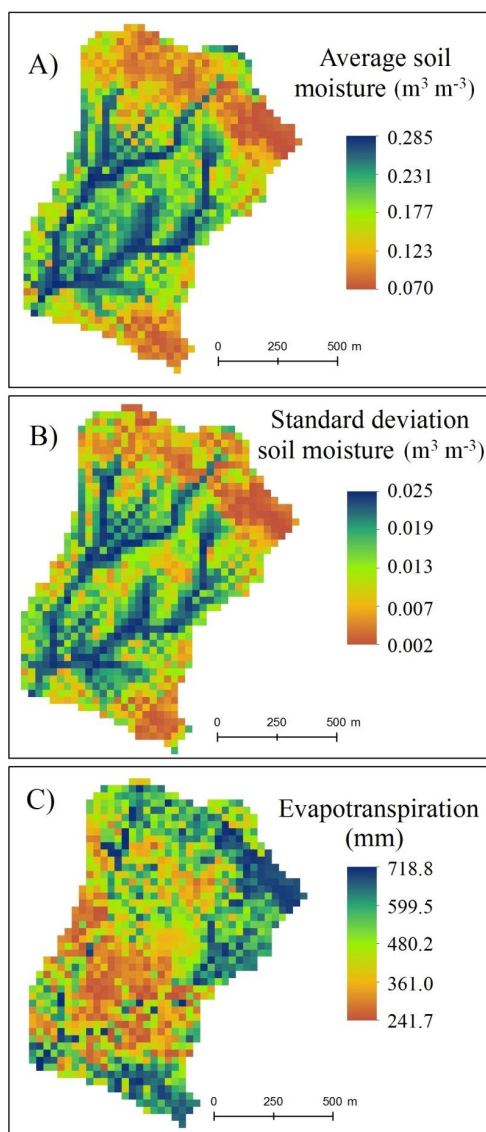 A)
Average soil
moisture (m³ m-³)
0.285
0.231
0.177
0.123
0.070
0 250 500 m
B)
Standard deviation
soil moisture (m³ m-³)
0.025
0.019
0.013
0.007
0.002
0 250 500 m
C)
Evapotranspiration
(mm)
718.8
599.5
480.2
361.0
241.7
0 250 500 m